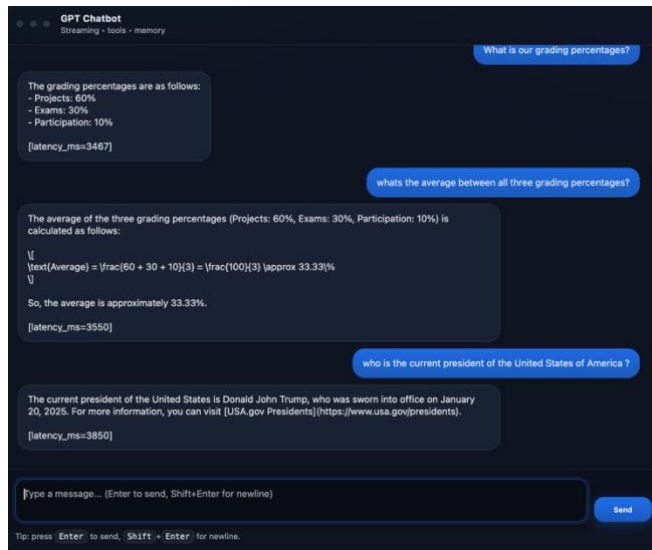 GPT Chatbot
Streaming • tools • memory
What is our grading percentages?
The grading percentages are as follows:
- Projects: 60%
- Exams: 30%
- Participation: 10%
[latency_ms=3467]
whats the average between all three grading percentages?
The average of the three grading percentages (Projects: 60%, Exams: 30%, Participation: 10%) is
calculated as follows:
\[
\text{Average} = \frac{60 + 30 + 10}{3} = \frac{100}{3} \approx 33.33\%
\]
So, the average is approximately 33.33%.
[latency_ms=3550]
who is the current president of the United States of America ?
The current president of the United States is Donald John Trump, who was sworn into office on January
20, 2025. For more information, you can visit [USA.gov Presidents](https://www.usa.gov/presidents).
[latency_ms=3850]
Type a message... (Enter to send, Shift+Enter for newline)
Send
Tip: press Enter to send, Shift + Enter for newline.